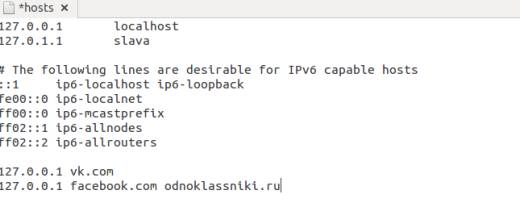 *hosts ×
127.0.0.1 localhost
127.0.1.1 slava
# The following lines are desirable for IPv6 capable hosts
::1 ip6-localhost ip6-loopback
fe00::0 ip6-localnet
ff00::0 ip6-mcastprefix
ff02::1 ip6-allnodes
ff02::2 ip6-allrouters
127.0.0.1 vk.com
127.0.0.1 facebook.com odnoklassniki.ru